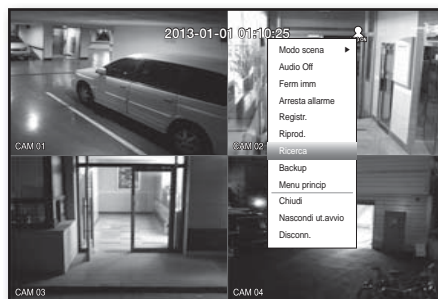 2013-01-01 01:10:25
Modo scena
Audio Off
Ferm imm
Arresta allarme
Registr.
Riprod.
CAM 01
CAM 02
Ricerca
Backup
Menu princip
Chiudi
Nascondi ut.avvio
Disconn.
CAM 03
CAM 04